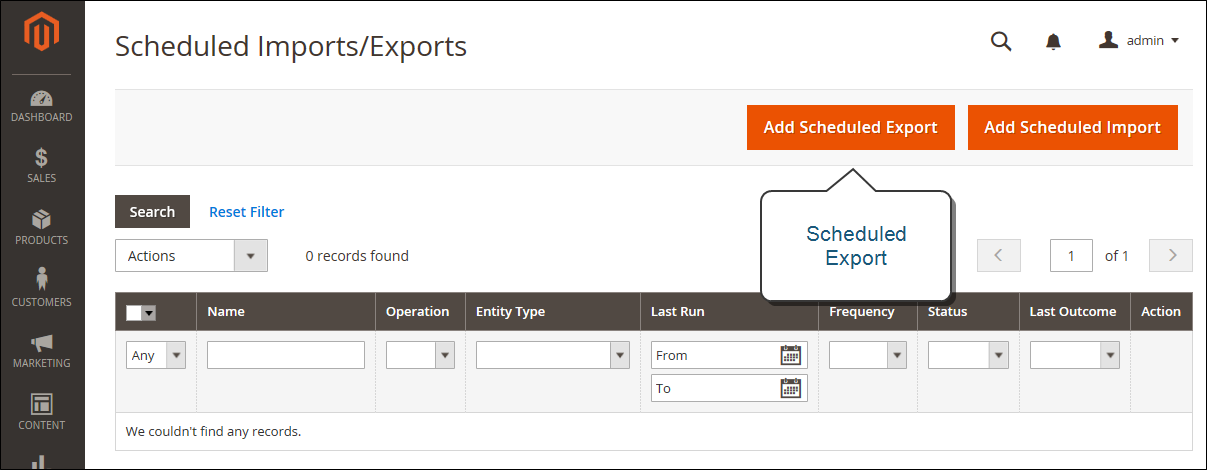 Scheduled Imports/Exports
admin
DASHBOARD
SALES
PRODUCTS
CUSTOMERS
MARKETING
CONTENT
Add Scheduled Export
Add Scheduled Import
Scheduled
Export
Search
Reset Filter
Actions
0 records found
1
of 1
Name
Operation
Entity Type
Last Run
Frequency
Status
Last Outcome
Action
Any
From
To
We couldn't find any records.